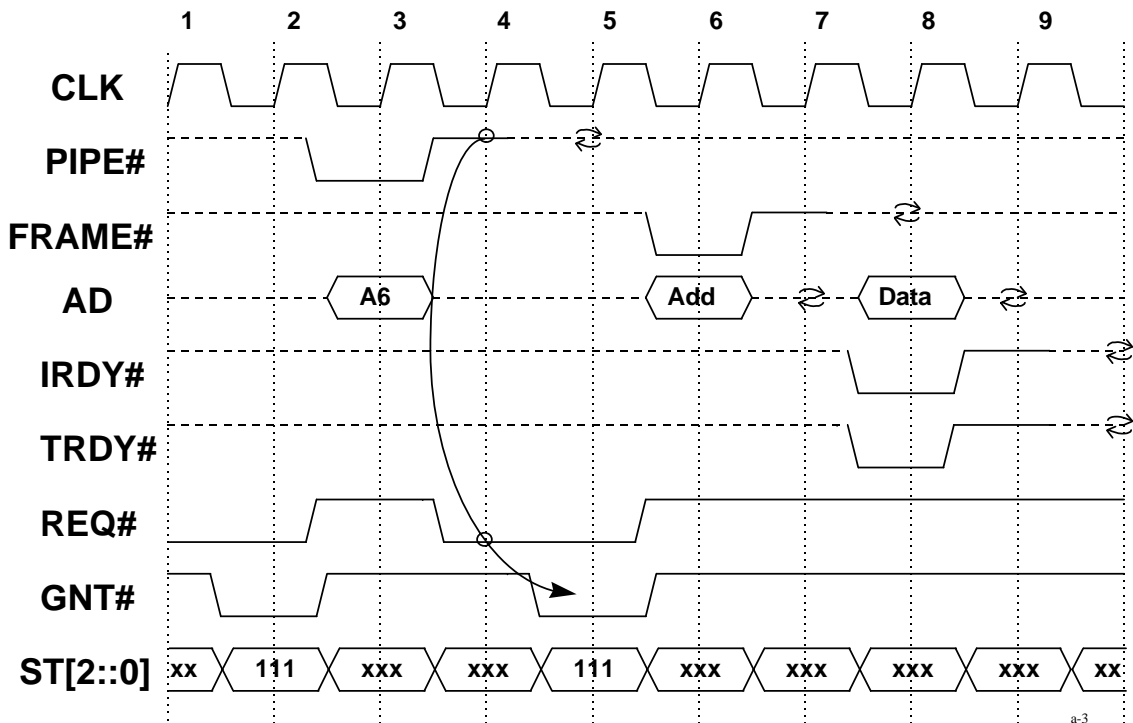 1 2 3 4 5 6 7 8 9
CLK
PIPE#
FRAME#
AD A6 Add Data
IRDY#
TRDY#
REQ#
GNT#
ST[2::0] xx 111 xxx xxx 111 xxx xxx xxx xxx xx
a-3